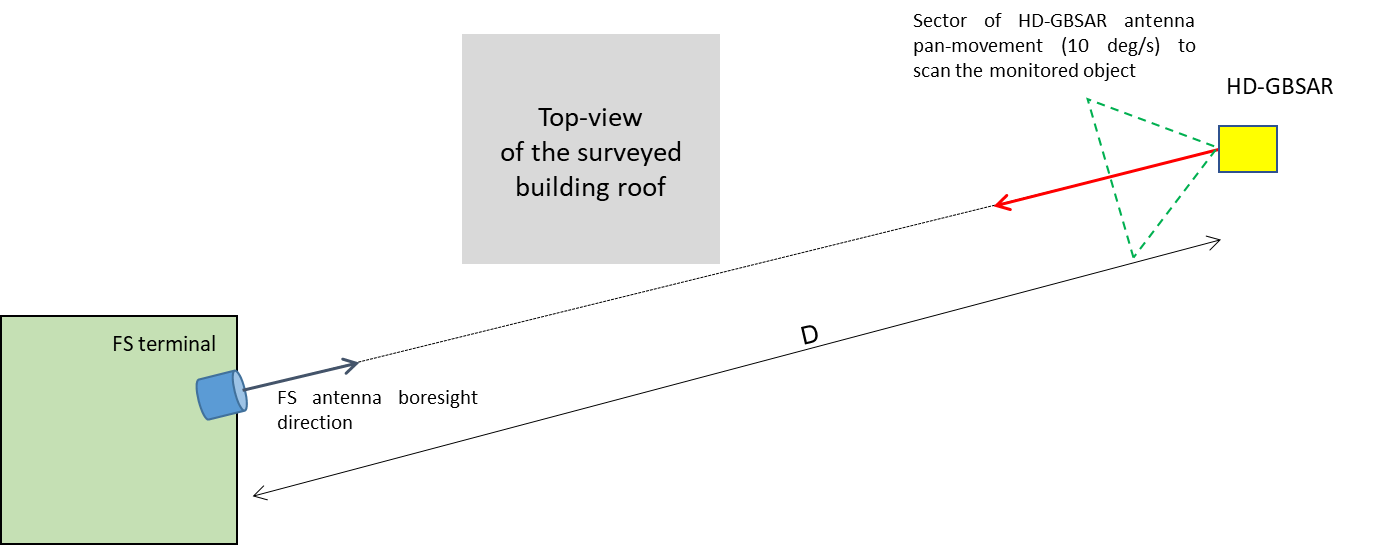 Sector of HD-GBSAR antenna
pan-movement (10 deg/s) to
scan the monitored object
HD-GBSAR
Top-view
of the surveyed
building roof
FS terminal
D
FS antenna boresight
direction